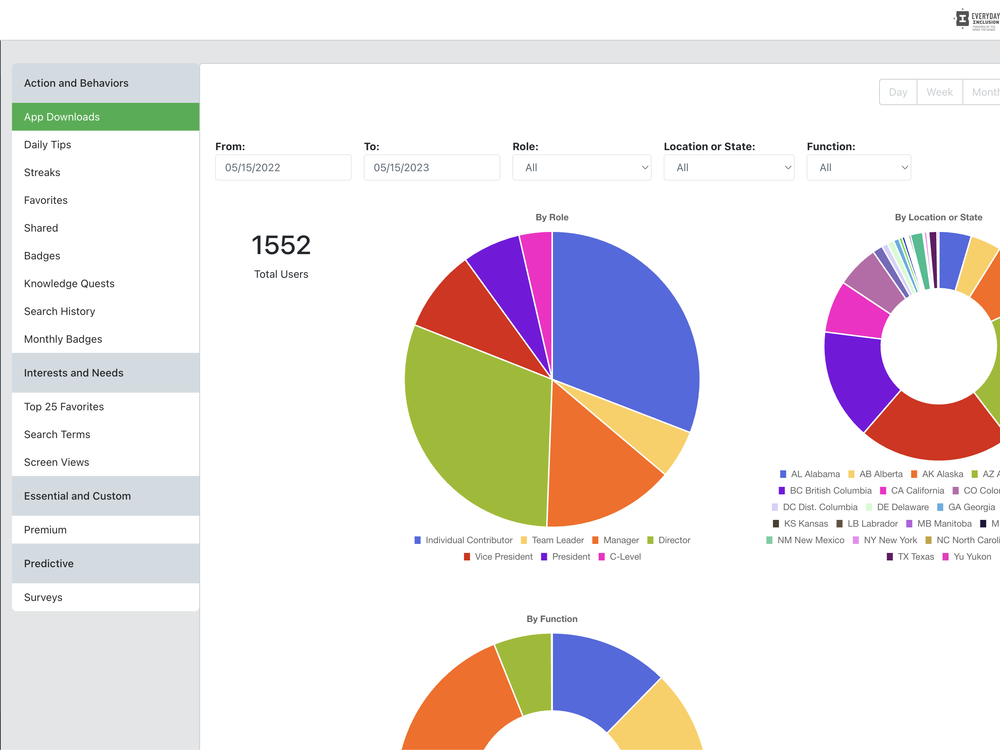 EVERYDAY
INCLUSION
Action and Behaviors
App Downloads
Daily Tips
Streaks
Favorites
Shared
Badges
Knowledge Quests
Search History
Monthly Badges
Interests and Needs
Top 25 Favorites
Search Terms
Screen Views
Essential and Custom
Premium
Predictive
Surveys
Day Week Month
From: To: Role: Location or State: Function:
05/15/2022 05/15/2023 All All All
1552
Total Users
By Role
Individual Contributor Team Leader Manager Director
Vice President President C-Level
By Location or State
AL Alabama AB Alberta AK Alaska AZ A
BC British Columbia CA California CO Color
DC Dist. Columbia DE Delaware GA Georgia
KS Kansas LB Labrador MB Manitoba M
NM New Mexico NY New York NC North Caroli
TX Texas Yu Yukon
By Function